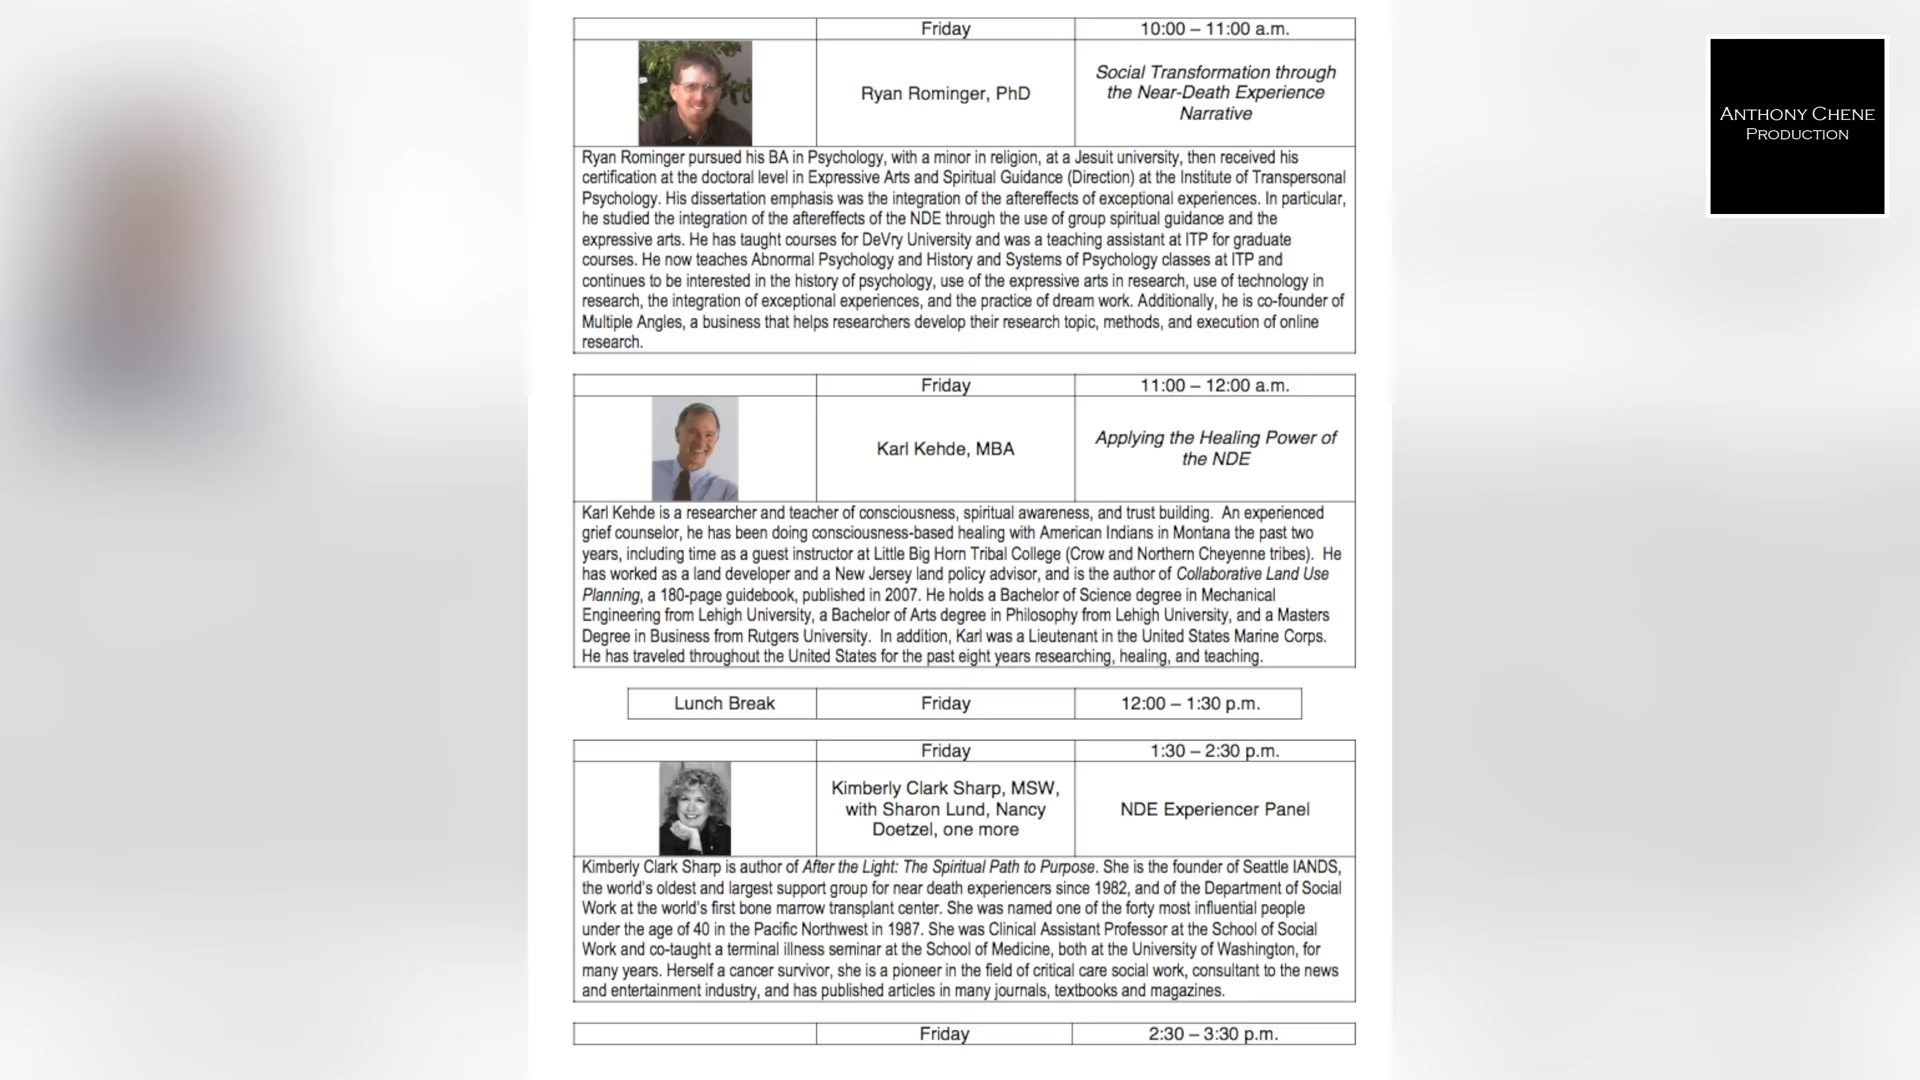 Friday
10:00 – 11:00 a.m.
Ryan Rominger, PhD
Social Transformation through
the Near-Death Experience
Narrative
Ryan Rominger pursued his BA in Psychology, with a minor in religion, at a Jesuit university, then received his
certification at the doctoral level in Expressive Arts and Spiritual Guidance (Direction) at the Institute of Transpersonal
Psychology. His dissertation emphasis was the integration of the aftereffects of exceptional experiences. In particular,
he studied the integration of the aftereffects of the NDE through the use of group spiritual guidance and the
expressive arts. He has taught courses for DeVry University and was a teaching assistant at ITP for graduate
courses. He now teaches Abnormal Psychology and History and Systems of Psychology classes at ITP and
continues to be interested in the history of psychology, use of the expressive arts in research, use of technology in
research, the integration of exceptional experiences, and the practice of dream work. Additionally, he is co-founder of
Multiple Angles, a business that helps researchers develop their research topic, methods, and execution of online
research.
Friday
11:00 – 12:00 a.m.
Karl Kehde, MBA
Applying the Healing Power of
the NDE
Karl Kehde is a researcher and teacher of consciousness, spiritual awareness, and trust building. An experienced
grief counselor, he has been doing consciousness-based healing with American Indians in Montana the past two
years, including time as a guest instructor at Little Big Horn Tribal College (Crow and Northern Cheyenne tribes). He
has worked as a land developer and a New Jersey land policy advisor, and is the author of Collaborative Land Use
Planning, a 180-page guidebook, published in 2007. He holds a Bachelor of Science degree in Mechanical
Engineering from Lehigh University, a Bachelor of Arts degree in Philosophy from Lehigh University, and a Masters
Degree in Business from Rutgers University. In addition, Karl was a Lieutenant in the United States Marine Corps.
He has traveled throughout the United States for the past eight years researching, healing, and teaching.
Lunch Break
Friday
12:00 – 1:30 p.m.
Friday
1:30 – 2:30 p.m.
Kimberly Clark Sharp, MSW,
with Sharon Lund, Nancy
Doetzel, one more
NDE Experiencer Panel
Kimberly Clark Sharp is author of After the Light: The Spiritual Path to Purpose. She is the founder of Seattle IANDS,
the world's oldest and largest support group for near death experiencers since 1982, and of the Department of Social
Work at the world's first bone marrow transplant center. She was named one of the forty most influential people
under the age of 40 in the Pacific Northwest in 1987. She was Clinical Assistant Professor at the School of Social
Work and co-taught a terminal illness seminar at the School of Medicine, both at the University of Washington, for
many years. Herself a cancer survivor, she is a pioneer in the field of critical care social work, consultant to the news
and entertainment industry, and has published articles in many journals, textbooks and magazines.
Friday
2:30 – 3:30 p.m.
ANTHONY CHENE
PRODUCTION